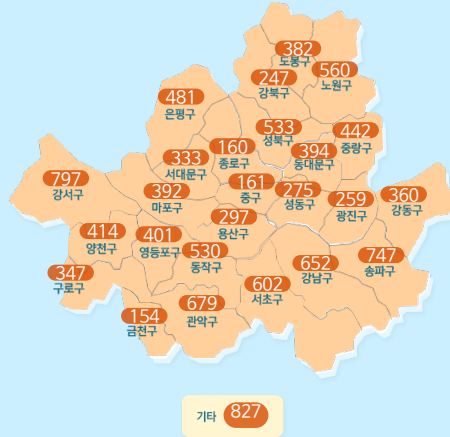 382
도봉구
560
노원구
247
강북구
481
은평구
533
성북구
442
중랑구
160
종로구
394
동대문구
333
서대문구
797
강서구
392
마포구
161
중구
275
성동구
259
광진구
360
강동구
297
용산구
414
양천구
401
영등포구
530
동작구
747
송파구
652
강남구
347
구로구
602
서초구
679
관악구
154
금천구
기타 827